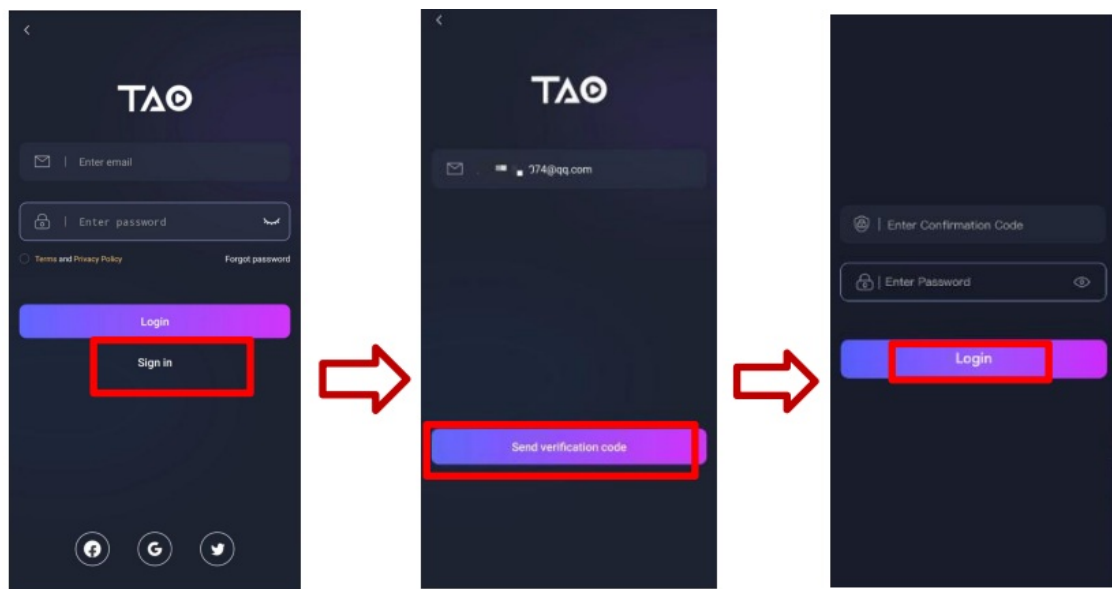 TAO
Enter email
Enter password
Terms and Privacy Policy
Forgot password
Login
Sign in
TAO
074@qq.com
Send verification code
Enter Confirmation Code
Enter Password
Login